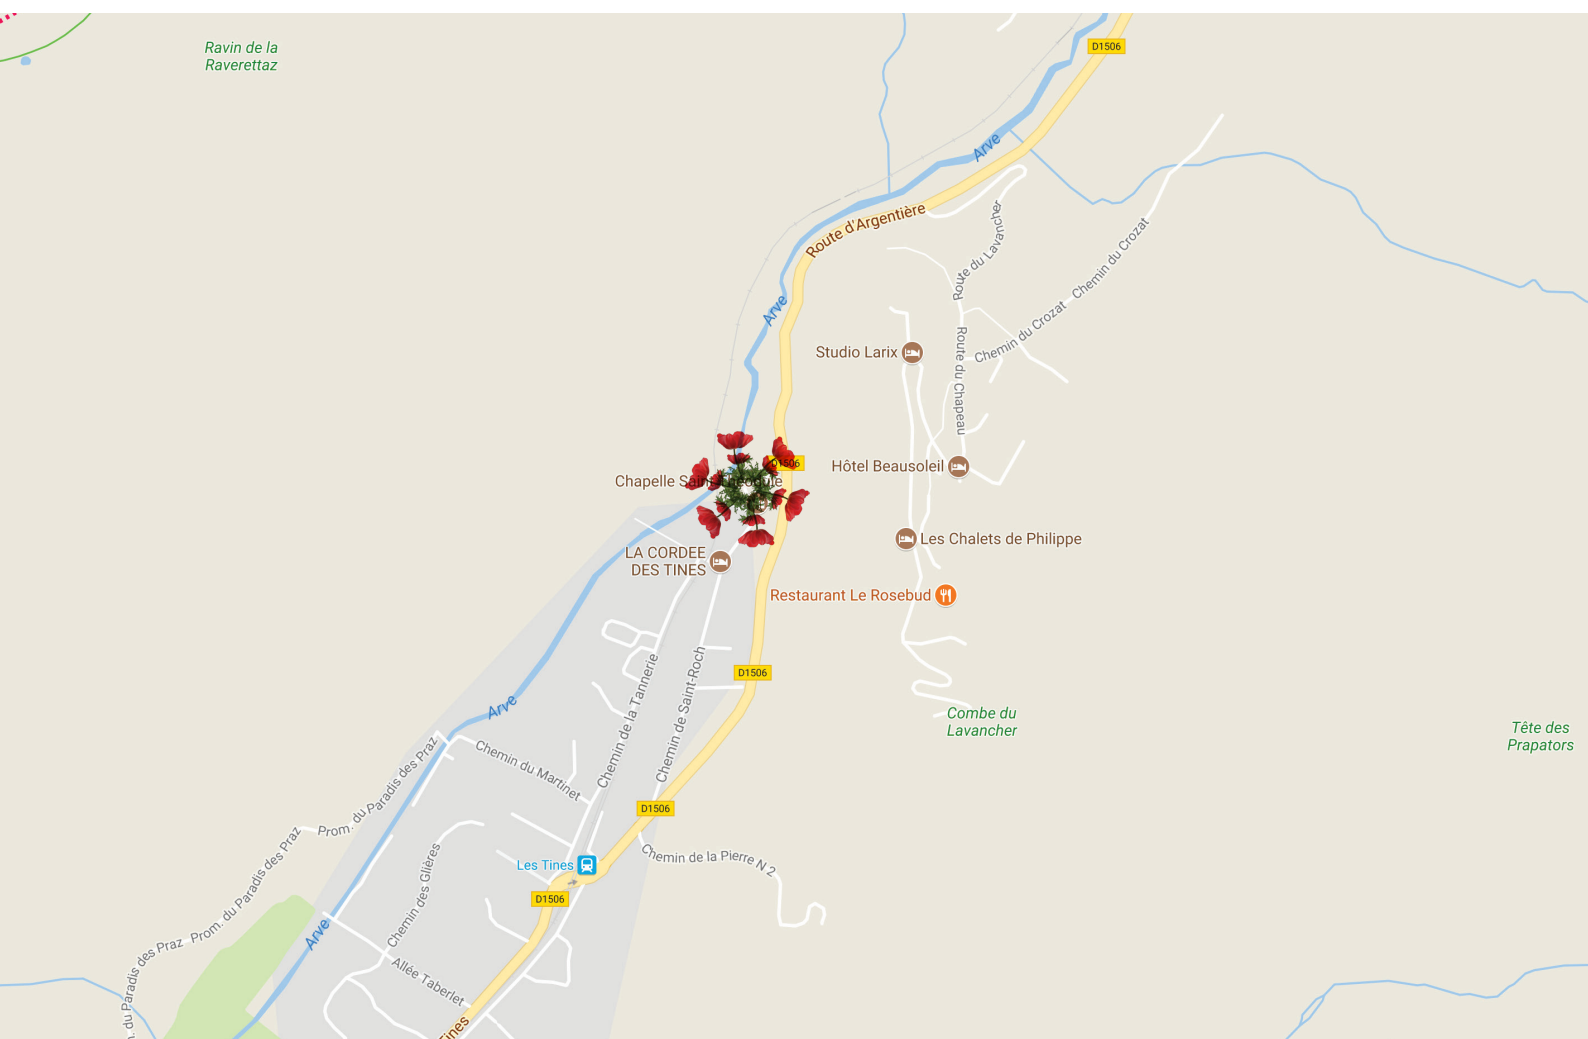 Ravin de la
Raverettaz
D1506
Arve
Route d'Argentière
Route du Lavancher
Chemin du Crozat
Chemin du Crozat
Arve
Studio Larix
Route du Chapeau
D1506
Hôtel Beausoleil
Chapelle Saint-Théodule
Les Chalets de Philippe
LA CORDEE
DES TINES
Restaurant Le Rosebud
D1506
Arve
Chemin de la Tannerie
Chemin de Saint-Roch
Combe du
Lavancher
Tête des
Prapators
Chemin du Martinet
Prom. du Paradis des Praz
D1506
Chemin de la Pierre N 2
Les Tines
D1506
Chemin des Glières
Prom. du Paradis des Praz
Arve
Allée Taberlet
du Paradis des Praz
Tines